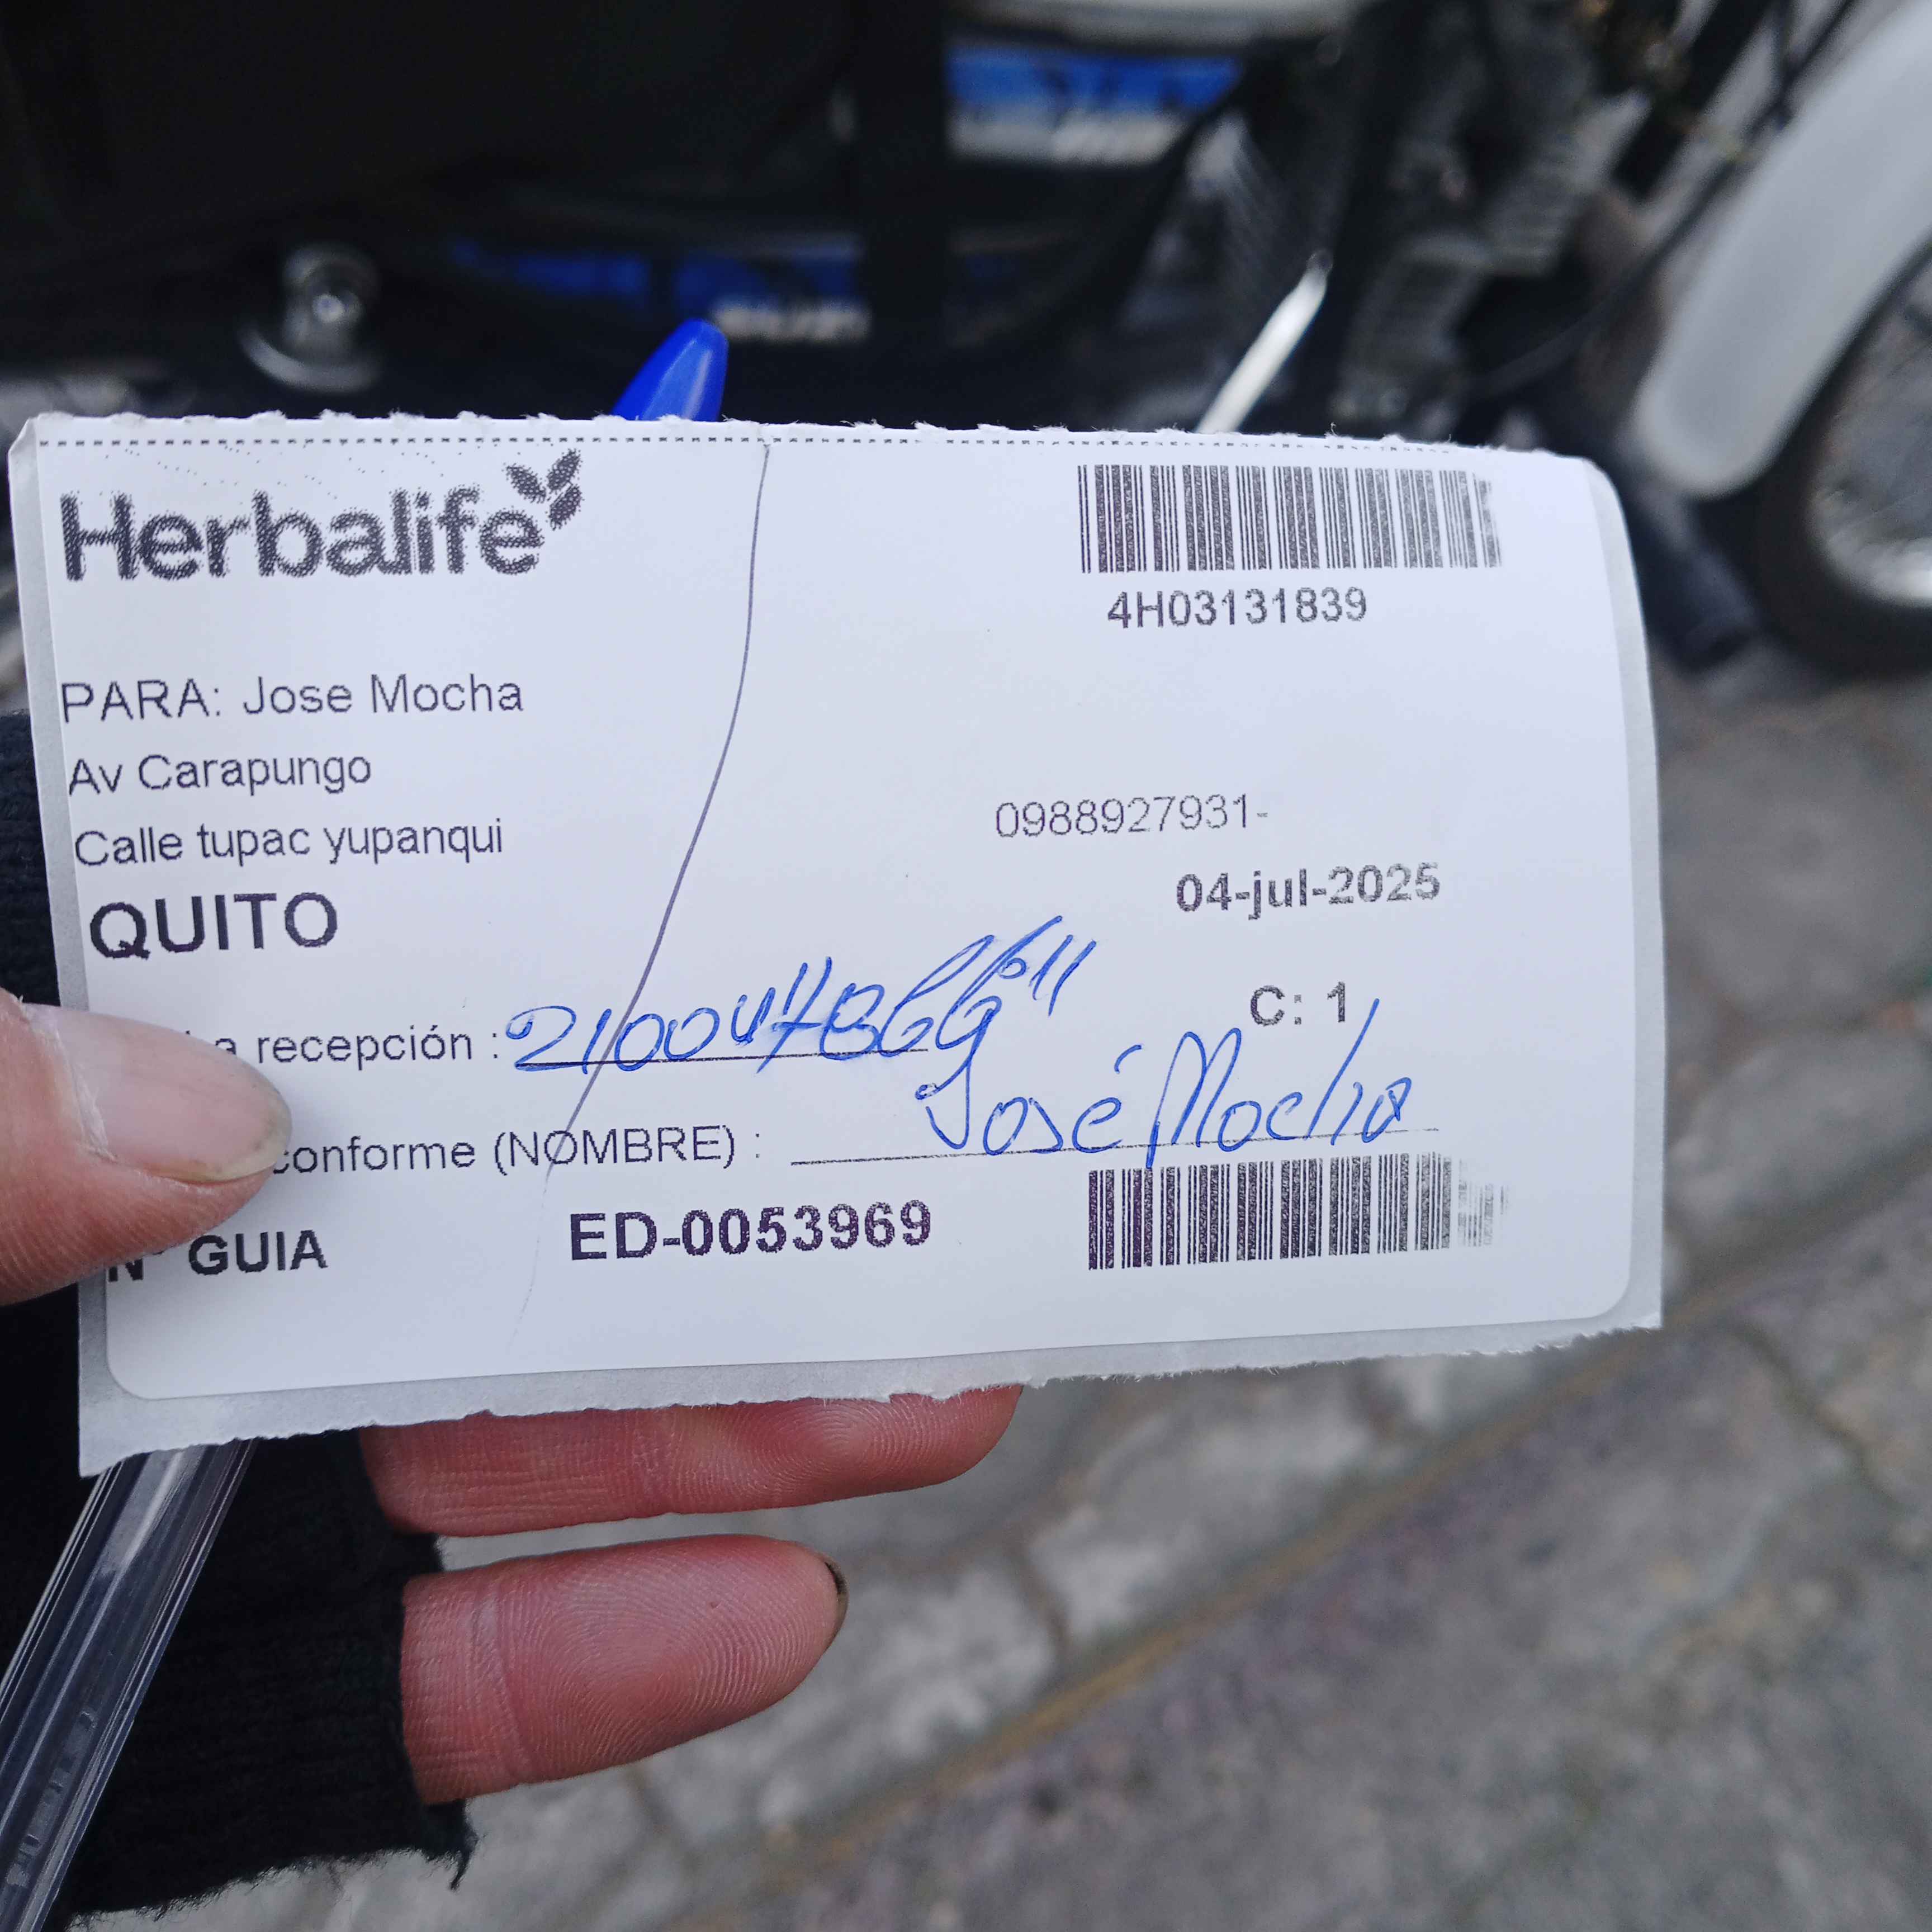 Herbalife
4H03131839
PARA: Jose Mocha
Av Carapungo
Calle tupac yupanqui
0988927931-
QUITO
04-jul-2025
C: 1
a recepción :
conforme (NOMBRE) : José Mocha
N° GUIA ED-0053969